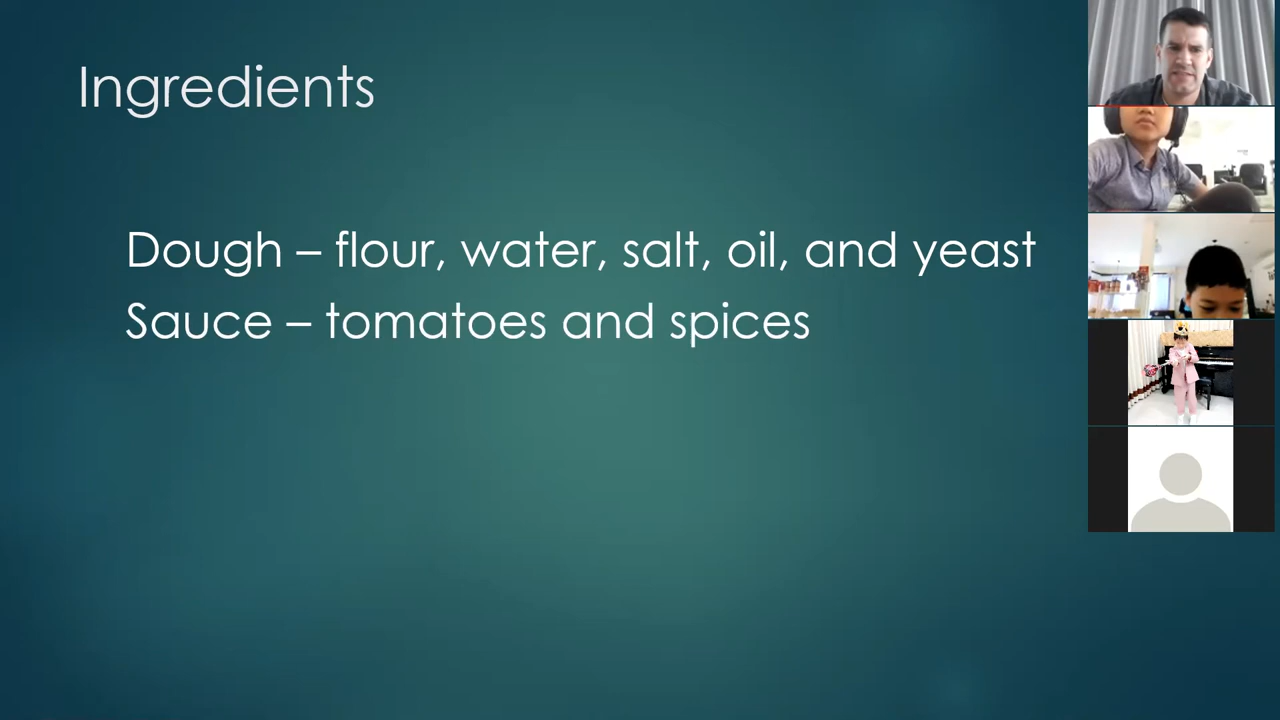 Ingredients
Dough – flour, water, salt, oil, and yeast
Sauce – tomatoes and spices